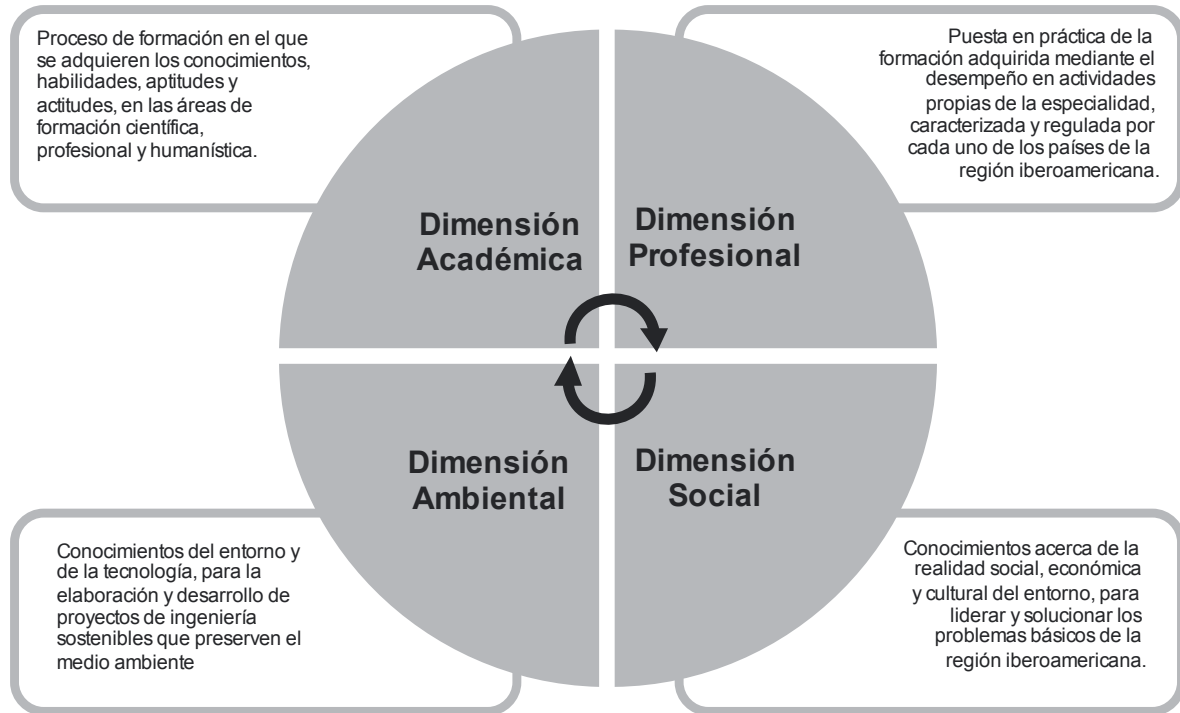 Proceso de formación en el que
se adquieren los conocimientos,
habilidades, aptitudes y
actitudes, en las áreas de
formación científica,
profesional y humanística.
Puesta en práctica de la
formación adquirida mediante el
desempeño en actividades
propias de la especialidad,
caracterizada y regulada por
cada uno de los países de la
región iberoamericana.
Dimensión
Académica
Dimensión
Profesional
Dimensión
Ambiental
Dimensión
Social
Conocimientos del entorno y
de la tecnología, para la
elaboración y desarrollo de
proyectos de ingeniería
sostenibles que preserven el
medio ambiente
Conocimientos acerca de la
realidad social, económica
y cultural del entorno, para
liderar y solucionar los
problemas básicos de la
región iberoamericana.